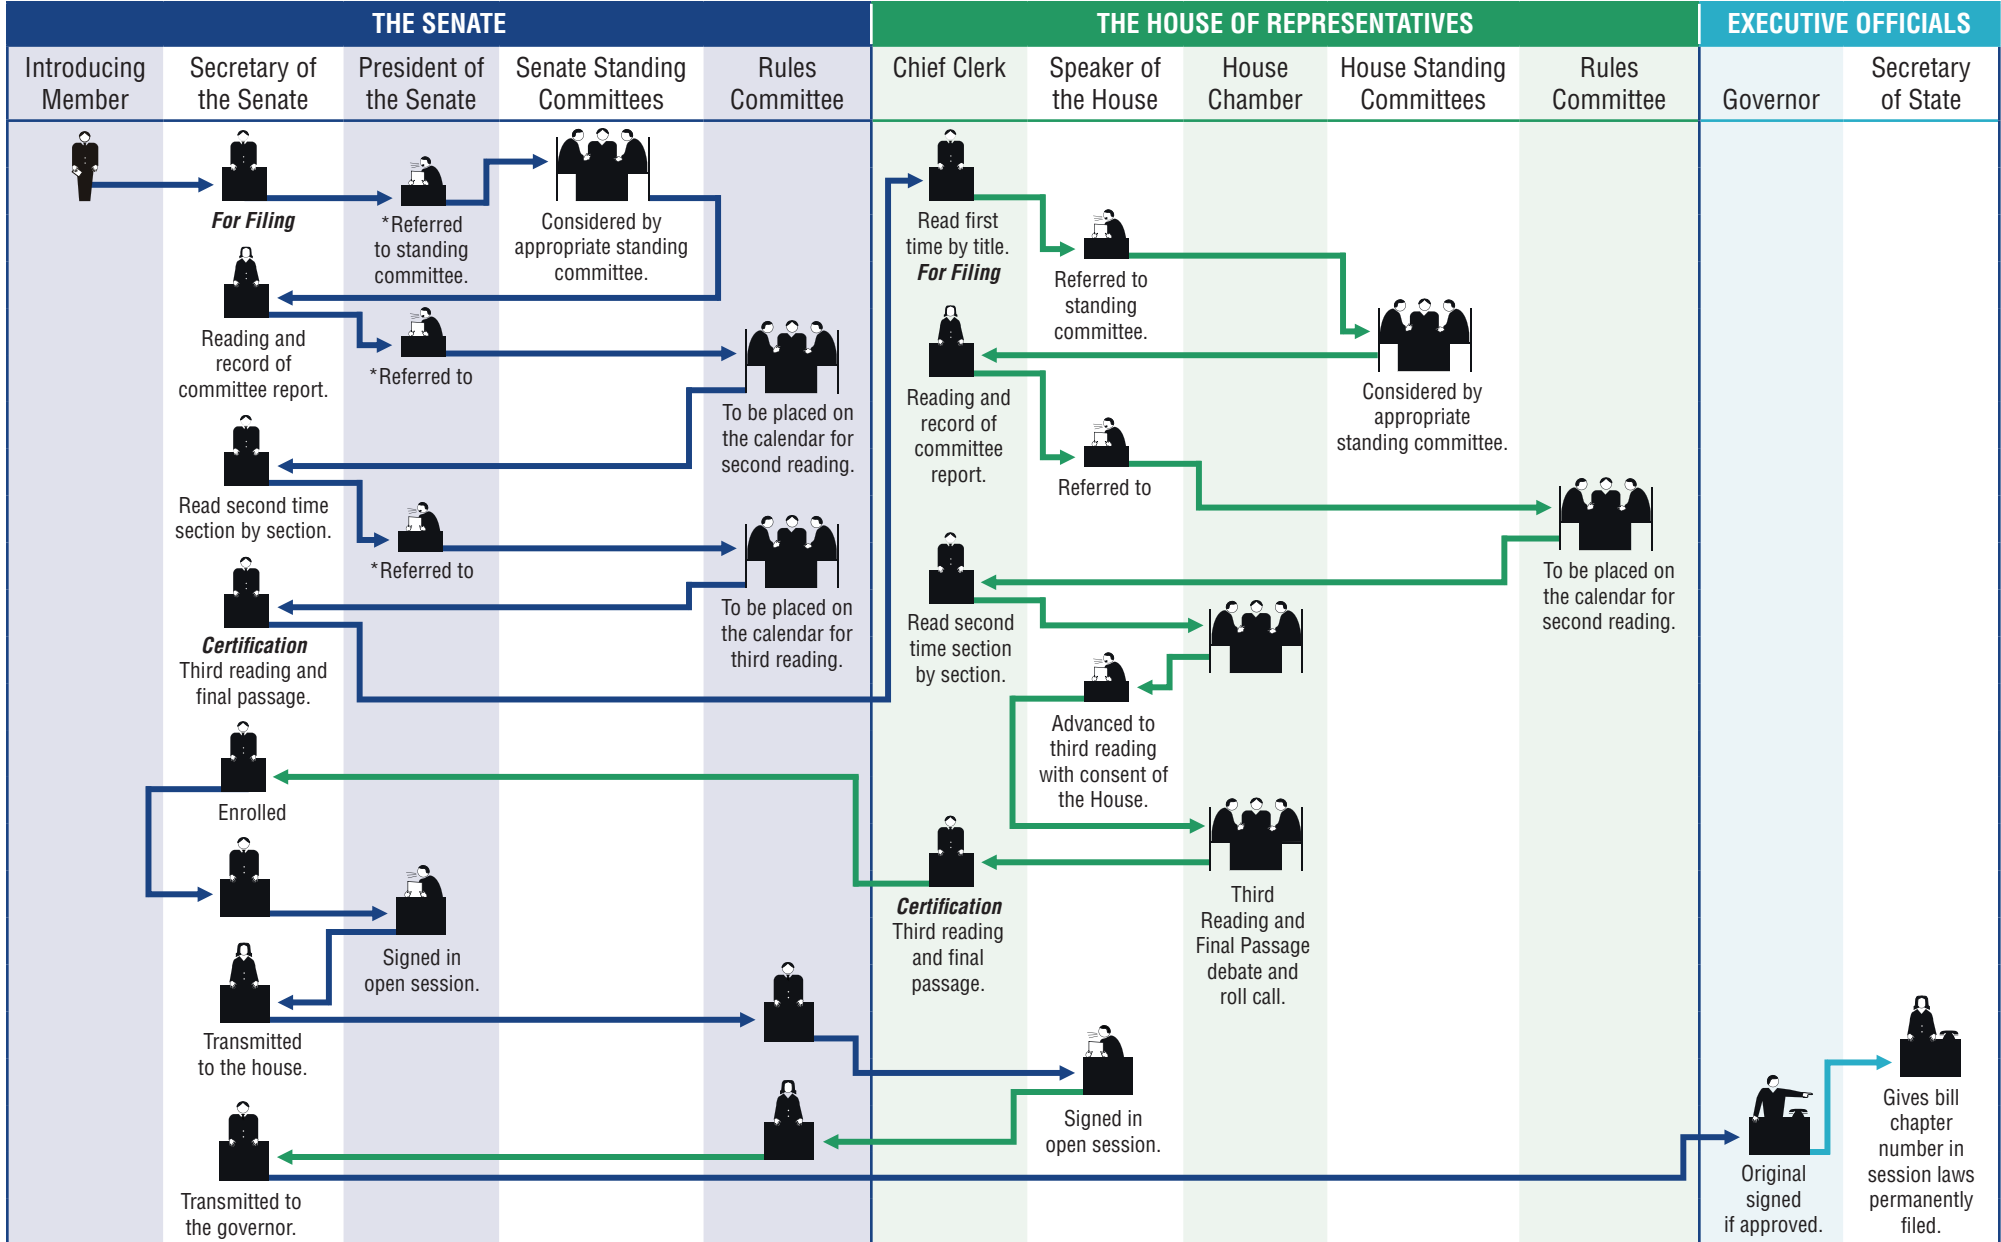 THE SENATE
THE HOUSE OF REPRESENTATIVES
EXECUTIVE OFFICIALS
Introducing
Member
Secretary of
the Senate
President of
the Senate
Senate Standing
Committees
Rules
Committee
Chief Clerk
Speaker of
the House
House
Chamber
House Standing
Committees
Rules
Committee
Governor
Secretary
of State
For Filing
*Referred
to standing
committee.
Considered by
appropriate standing
committee.
Reading and
record of
committee report.
*Referred to
To be placed on
the calendar for
second reading.
Read second time
section by section.
*Referred to
To be placed on
the calendar for
third reading.
Certification
Third reading and
final passage.
Read first
time by title.
For Filing
Referred to
standing
committee.
Considered by
appropriate
standing committee.
Reading and
record of
committee
report.
Referred to
To be placed on
the calendar for
second reading.
Read second
time section
by section.
Advanced to
third reading
with consent of
the House.
Third
Reading and
Final Passage
debate and
roll call.
Certification
Third reading
and final
passage.
Enrolled
Signed in
open session.
Transmitted
to the house.
Signed in
open session.
Transmitted to
the governor.
Original
signed
if approved.
Gives bill
chapter
number in
session laws
permanently
filed.